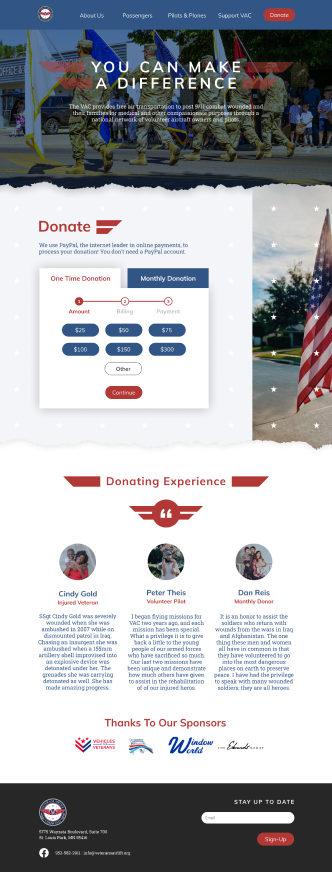 About Us Passengers Pilots & Planes Support VAC Donate
YOU CAN MAKE
A DIFFERENCE
The VAC provides free air transportation to post 9/11 combat wounded and
their families for medical and other compassionate purposes through a
national network of volunteer aircraft owners and pilots.
Donate
We use PayPal, the internet leader in online payments, to
process your donation! You don't need a PayPal account.
One Time Donation Monthly Donation
1 2 3
Amount Billing Payment
$25 $50 $75
$100 $150 $300
Other
Continue
Donating Experience
Cindy Gold
Injured Veteran
SSgt Cindy Gold was severely
wounded when she was
ambushed in 2007 while on
dismounted patrol in Iraq.
Chasing an insurgent she was
ambushed when a 155mm
artillery shell improvised into
an explosive device was
detonated under her. The
grenades she was carrying
detonated as well. She has
made amazing progress.
Peter Theis
Volunteer Pilot
I began flying missions for
VAC two years ago, and each
mission has been special.
What a privilege it is to give
back a little to the young
people of our armed forces
who have sacrificed so much.
Our last two missions have
been unique and demonstrate
how much others have given
to assist in the rehabilitation
of of our injured heros.
Dan Reis
Monthly Donor
It is an honor to assist the
soldiers who return with
wounds from the wars in Iraq
and Afghanistan. The one
thing these men and women
all have in common is that
they have volunteered to go
into the most dangerous
places on earth to preserve
peace. I have had the privilege
to speak with many wounded
soldiers; they are all heroes.
Thanks To Our Sponsors
VEHICLES
VETERANS
Window
World
THE Edwards GROUP
STAY UP TO DATE
Email
Sign-Up
5775 Wayzata Boulevard, Suite 700
St. Louis Park, MN 55416
952-582-2911 | info@veteransairlift.org